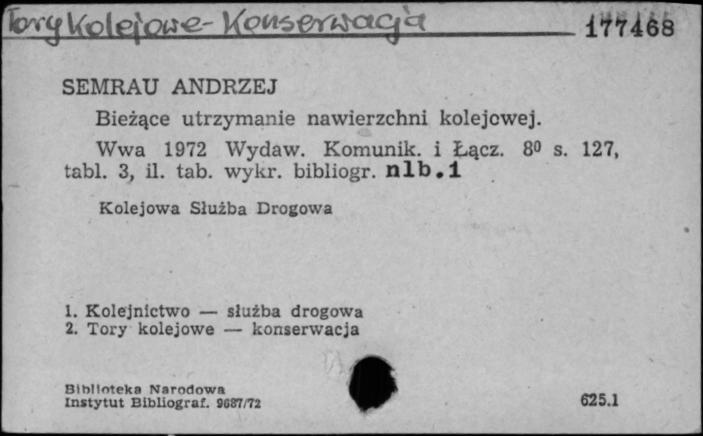 Tory Kolejowe - Konserwacja
177468
SEMRAU ANDRZEJ
Bieżące utrzymanie nawierzchni kolejowej.
Wwa 1972 Wydaw. Komunik. i Łącz. 8⁰ s. 127,
tabl. 3, il. tab. wykr. bibliogr. nlb.1
Kolejowa Służba Drogowa
1. Kolejnictwo — służba drogowa
2. Tory kolejowe — konserwacja
Biblioteka Narodowa
Instytut Bibliograf. 9687/72
625.1